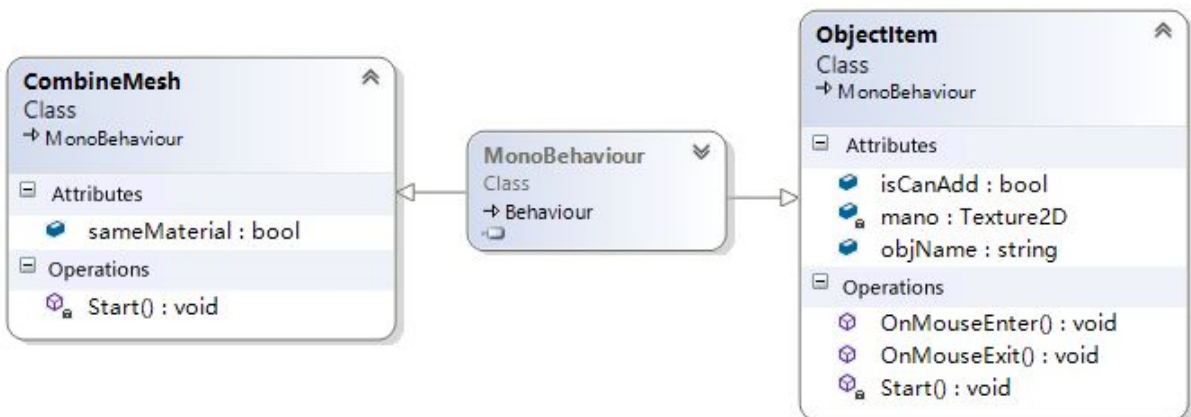 CombineMesh
Class
MonoBehaviour
Attributes
sameMaterial : bool
Operations
Start() : void
MonoBehaviour
Class
Behaviour
ObjectItem
Class
MonoBehaviour
Attributes
isCanAdd : bool
mano : Texture2D
objName : string
Operations
OnMouseEnter() : void
OnMouseExit() : void
Start() : void